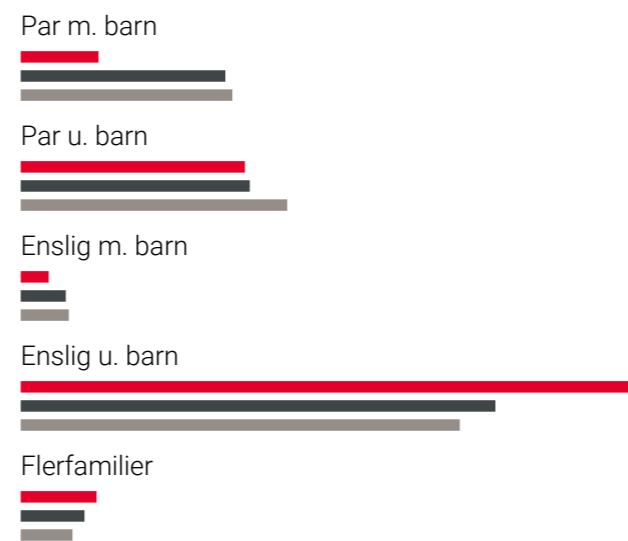 Par m. barn
Par u. barn
Enslig m. barn
Enslig u. barn
Flerfamilier